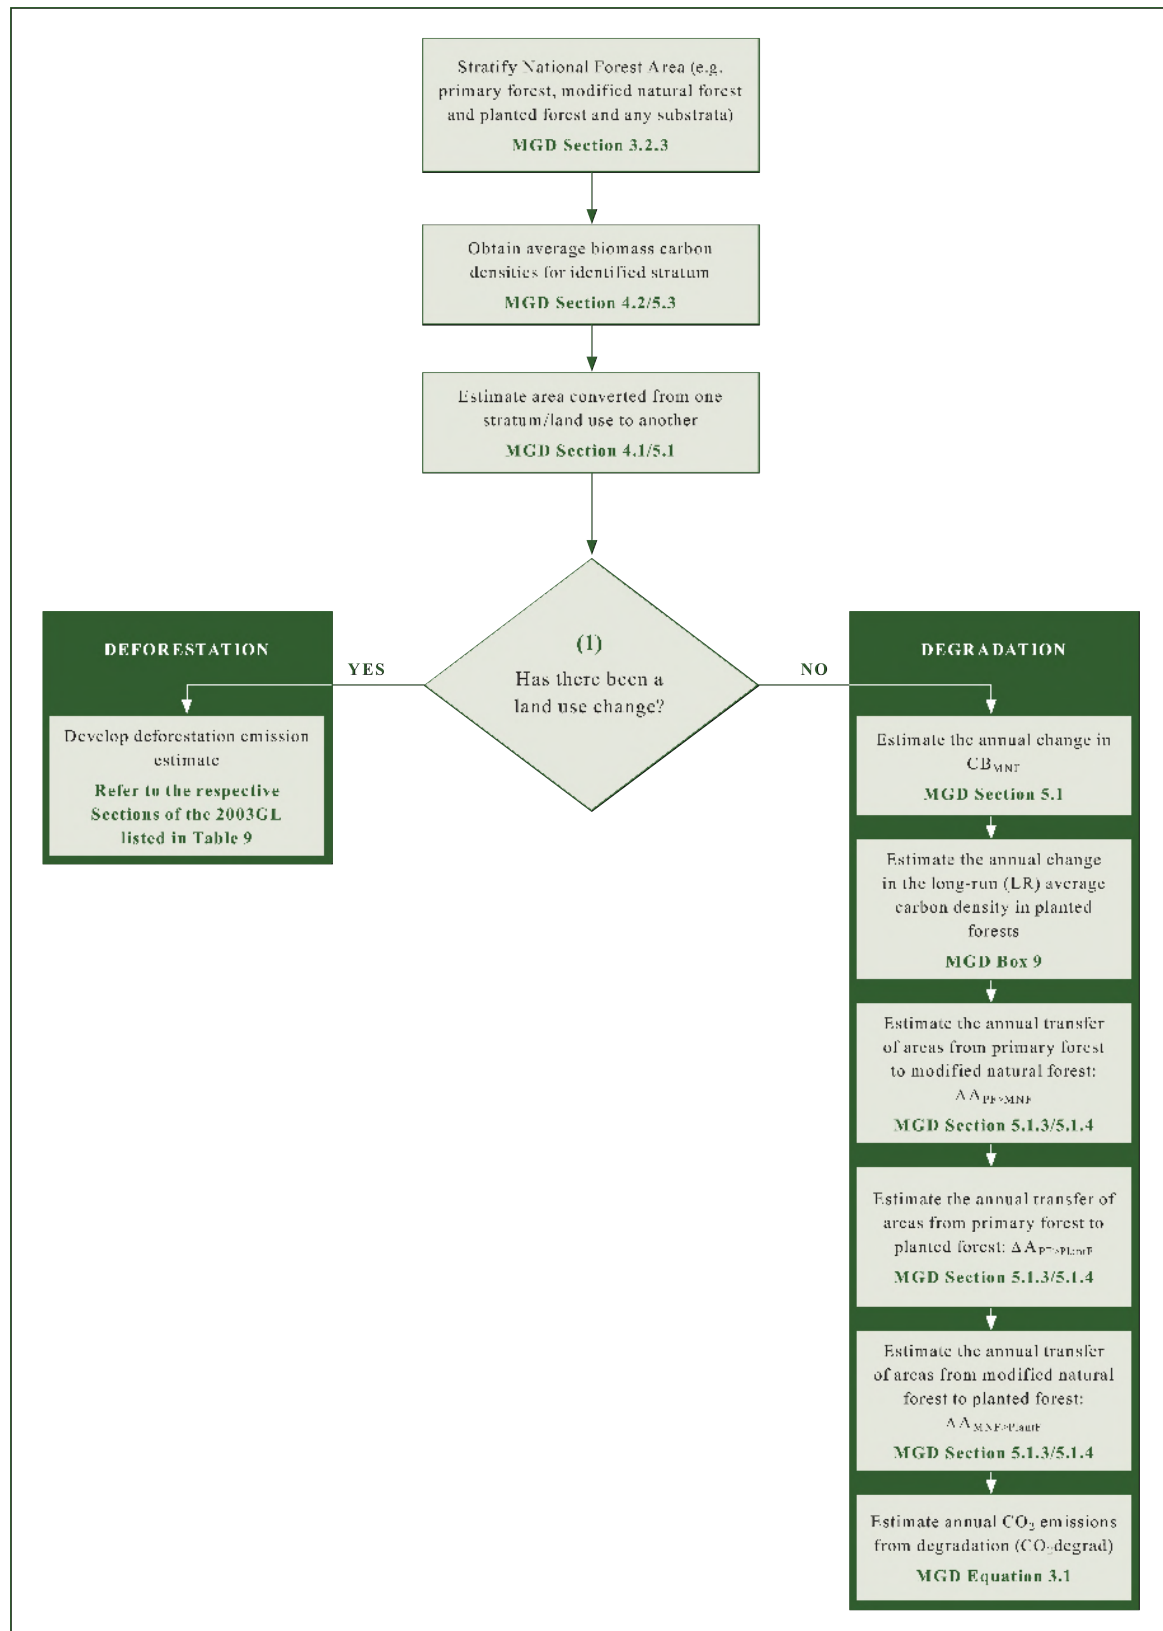 Stratify National Forest Area (e.g.
primary forest, modified natural forest
and planted forest and any substrata)
MGD Section 3.2.3
Obtain average biomass carbon
densities for identified stratum
MGD Section 4.2/5.3
Estimate area converted from one
stratum/land use to another
MGD Section 4.1/5.1
(1)
Has there been a
land use change?
YES
NO
DEFORESTATION
Develop deforestation emission
estimate
Refer to the respective
Sections of the 2003GL
listed in Table 9
DEGRADATION
Estimate the annual change in
CB_MNF
MGD Section 5.1
Estimate the annual change
in the long-run (LR) average
carbon density in planted
forests
MGD Box 9
Estimate the annual transfer
of areas from primary forest
to modified natural forest:
ΔA_PF>MNF
MGD Section 5.1.3/5.1.4
Estimate the annual transfer of
areas from primary forest to
planted forest: ΔA_PF>PlantF
MGD Section 5.1.3/5.1.4
Estimate the annual transfer
of areas from modified natural
forest to planted forest:
ΔA_MNF>PlantF
MGD Section 5.1.3/5.1.4
Estimate annual CO₂ emissions
from degradation (CO₂degrad)
MGD Equation 3.1